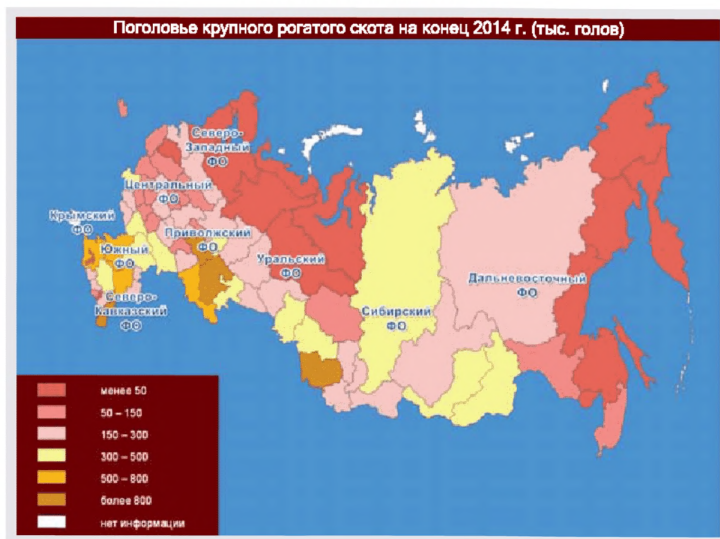 Поголовье крупного рогатого скота на конец 2014 г. (тыс. голов)
Северо-
Западный
ФО
Центральный
ФО
Крымский
ФО
Приволжский
ФО
Южный
ФО
Уральский
ФО
Северо-
Кавказский
ФО
Сибирский
ФО
Дальневосточный
ФО
менее 50
50 – 150
150 – 300
300 – 500
500 – 800
более 800
нет информации